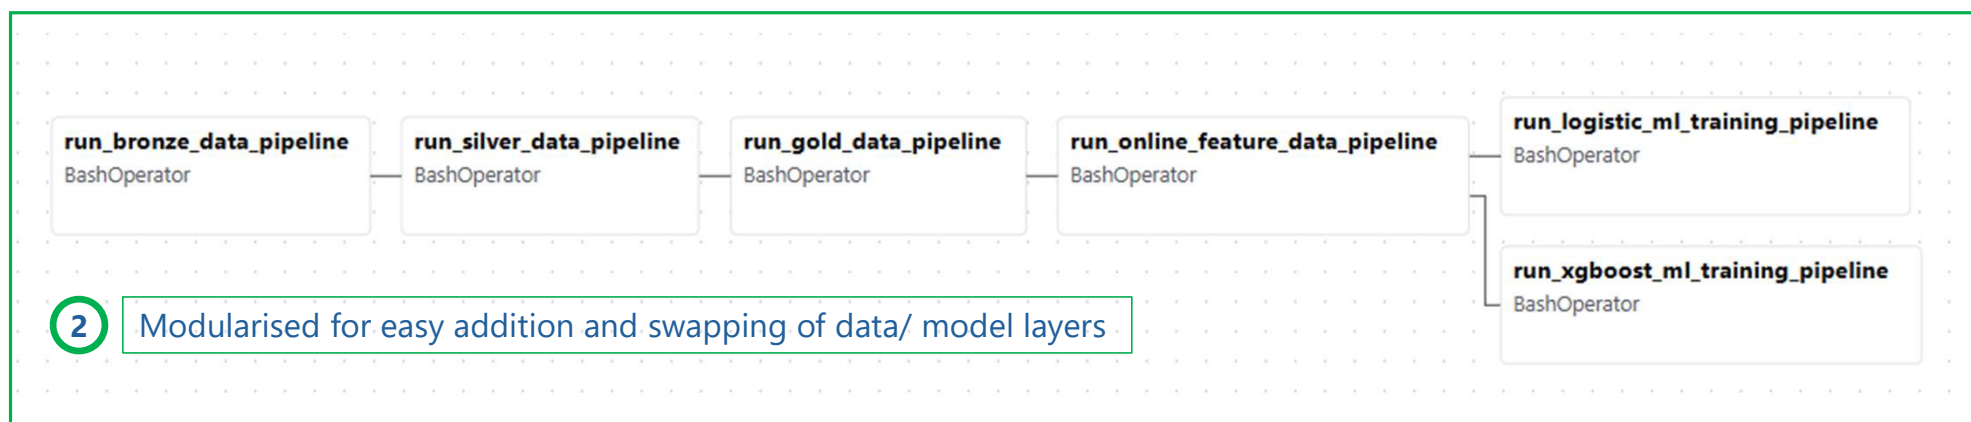 run_bronze_data_pipeline
BashOperator
run_silver_data_pipeline
BashOperator
run_gold_data_pipeline
BashOperator
run_online_feature_data_pipeline
BashOperator
run_logistic_ml_training_pipeline
BashOperator
run_xgboost_ml_training_pipeline
BashOperator
2
Modularised for easy addition and swapping of data/ model layers